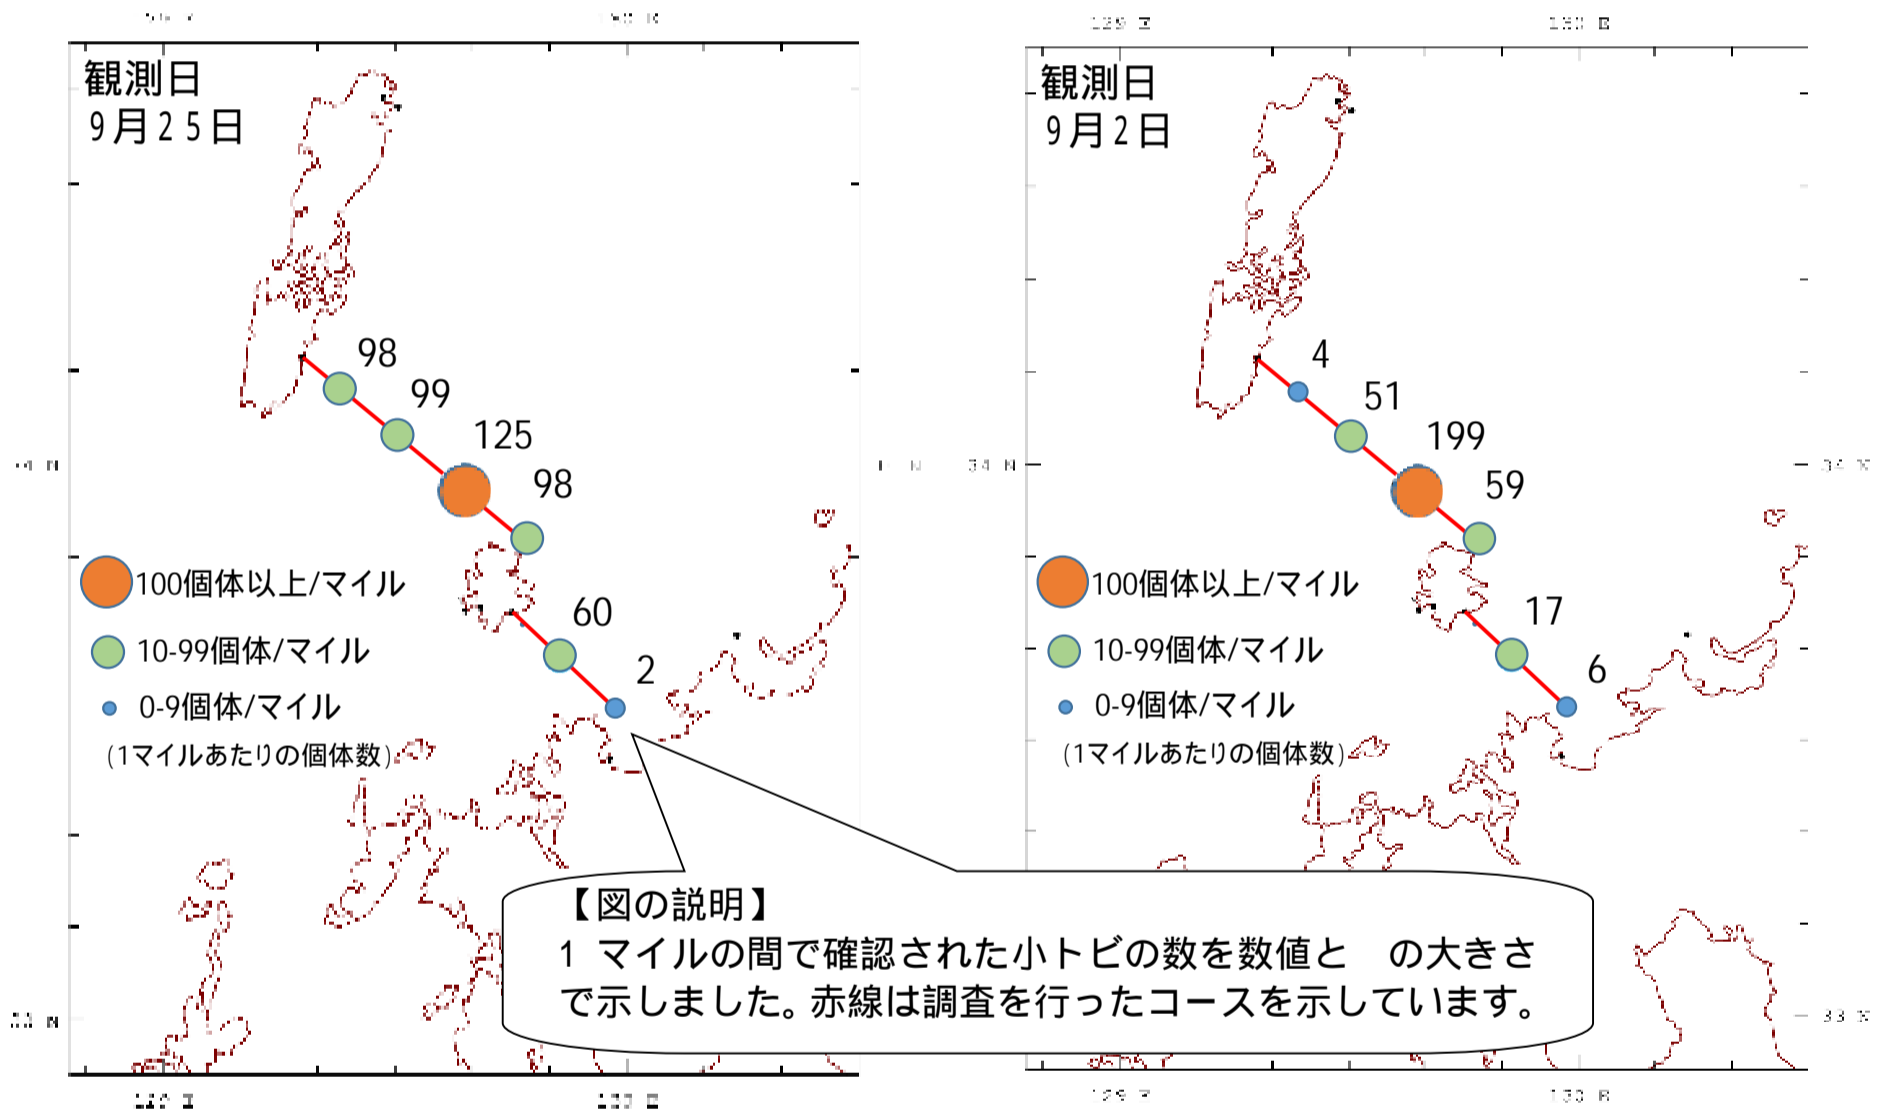 観測日
9月25日
98
99
125
98
60
2
100個体以上/マイル
10-99個体/マイル
0-9個体/マイル
(1マイルあたりの個体数)
129 E
130 E
観測日
9月2日
4
51
199
59
17
6
34 N
100個体以上/マイル
10-99個体/マイル
0-9個体/マイル
(1マイルあたりの個体数)
33 N
129 E
130 E
【図の説明】
1 マイルの間で確認された小トビの数を数値と　の大きさ
で示しました。赤線は調査を行ったコースを示しています。